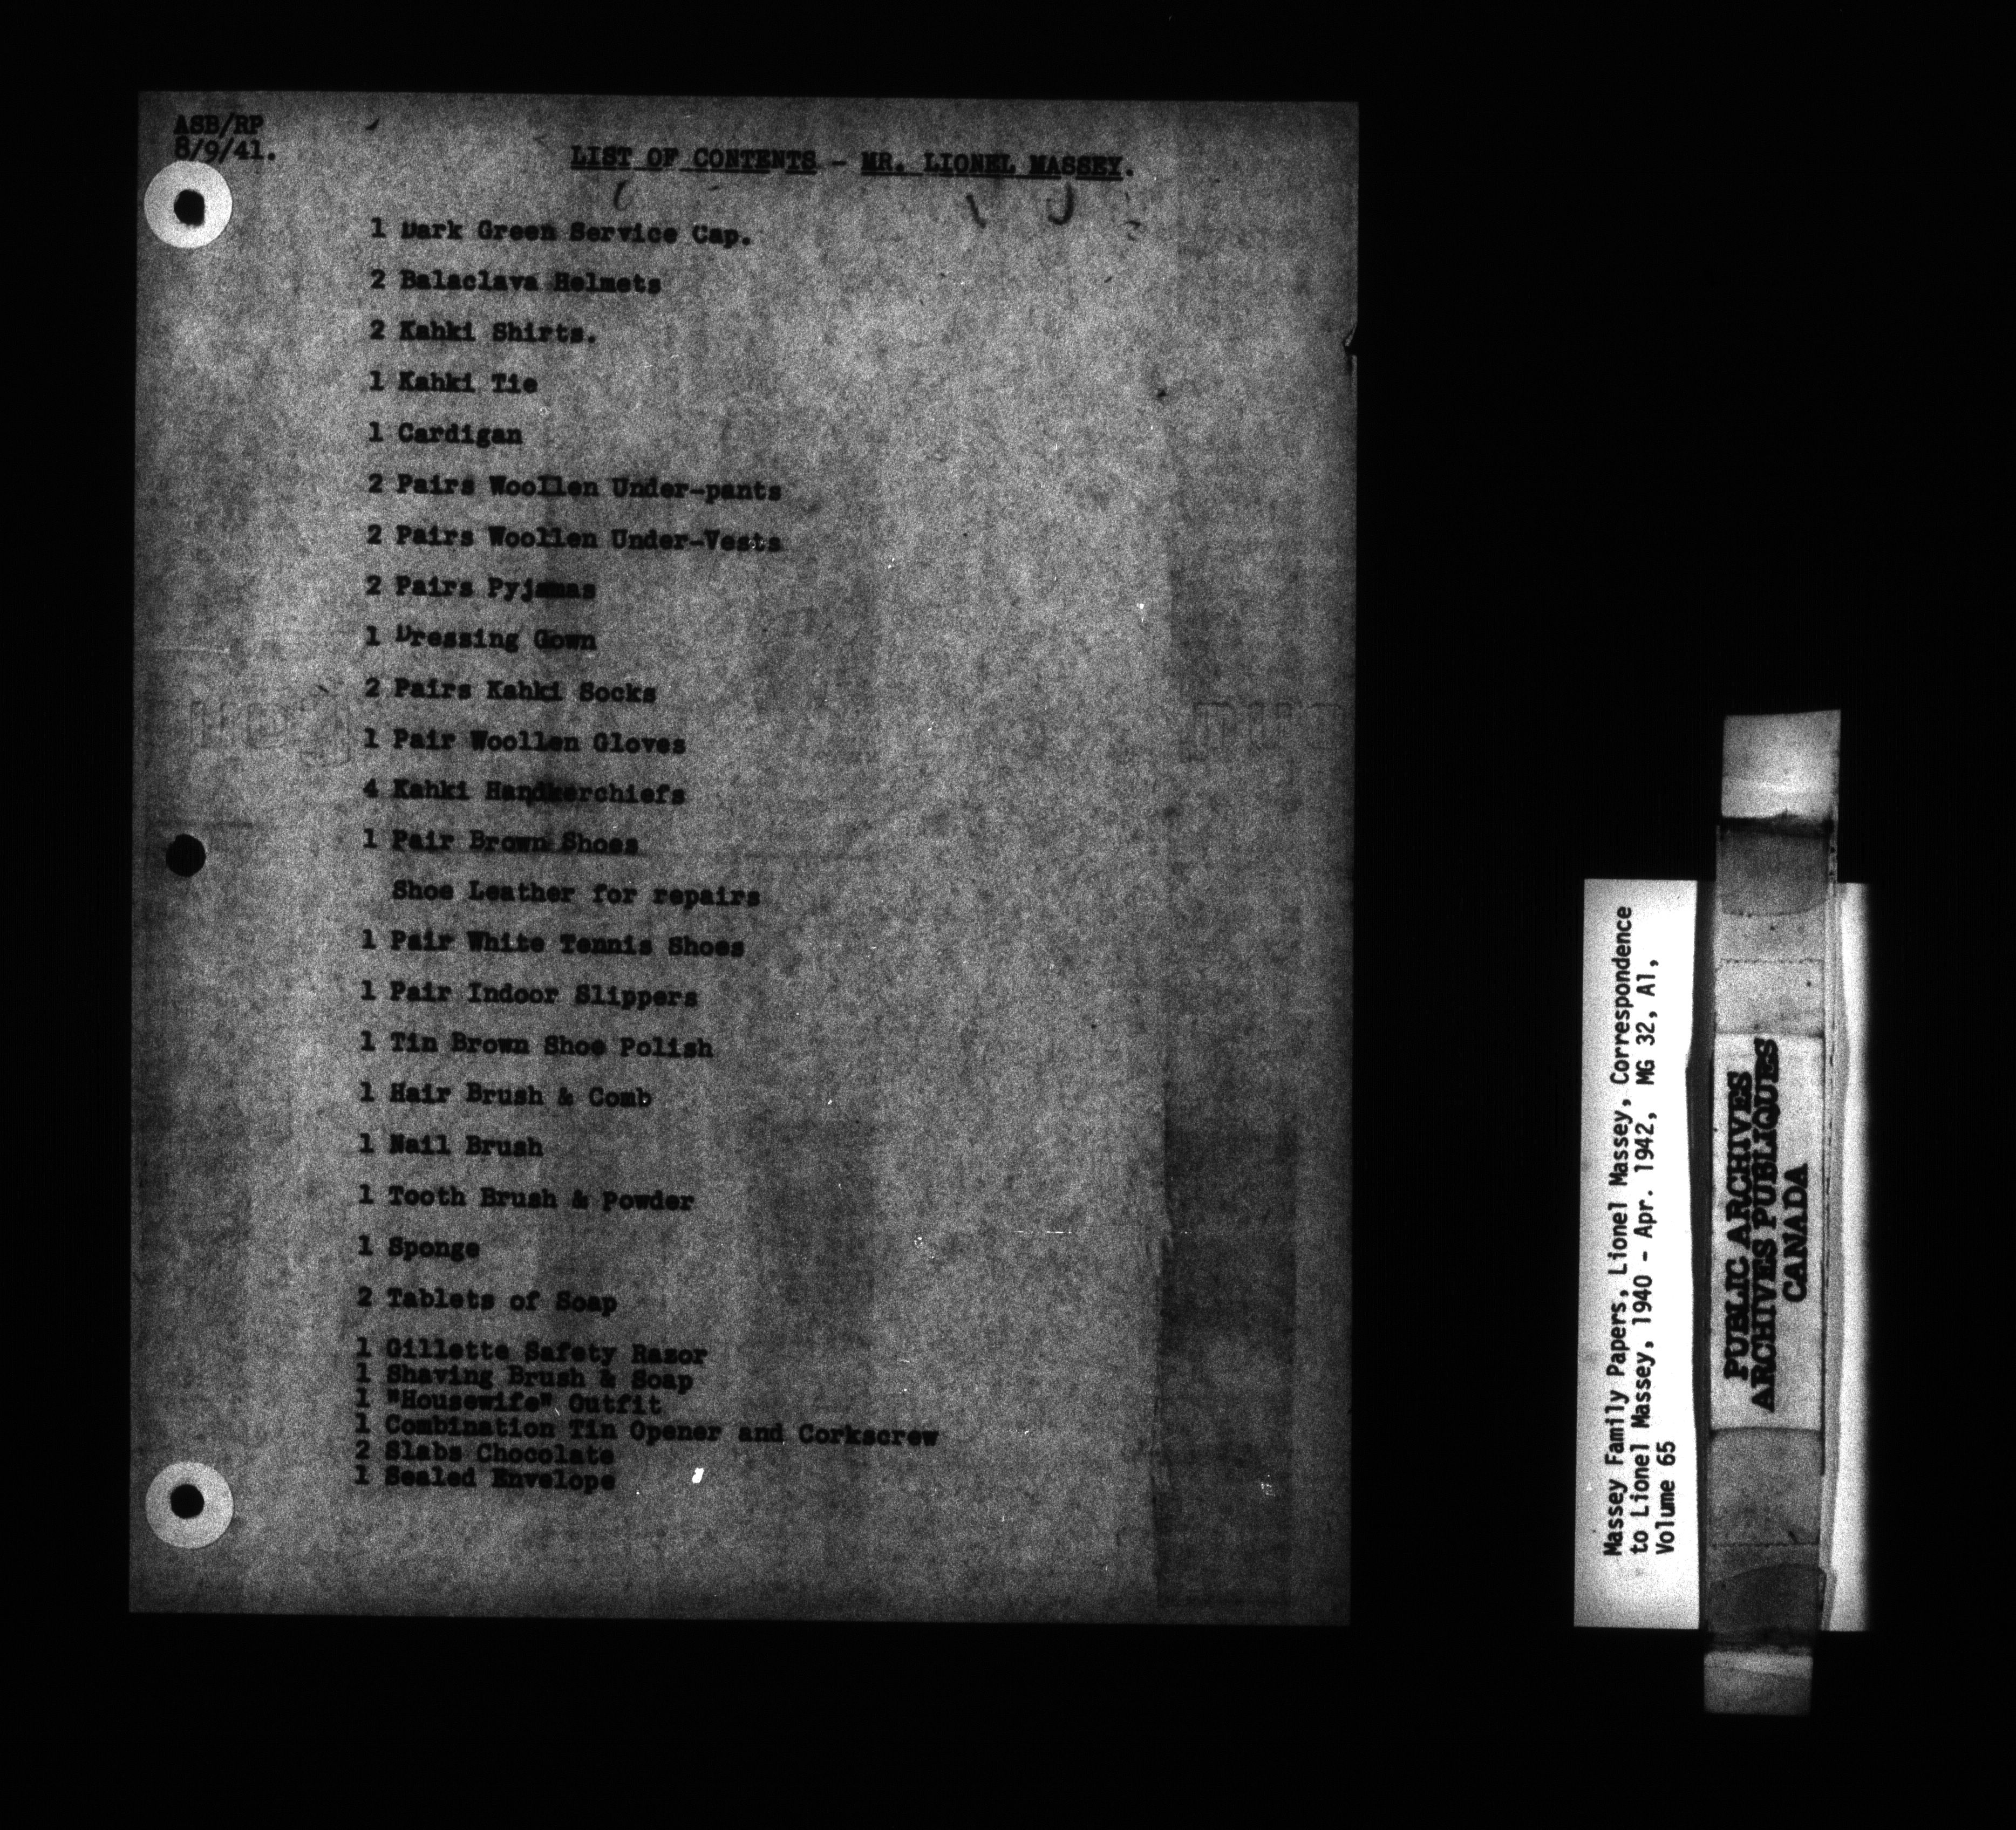 ASB/RP
8/9/41.
LIST OF CONTENTS - MR. LIONEL MASSEY.
1 Dark Green Service Cap.
2 Balaclava Helmets
2 Kahki Shirts.
1 Kahki Tie
1 Cardigan
2 Pairs Woollen Under-pants
2 Pairs Woollen Under-Vests
2 Pairs Pyjamas
1 Dressing Gown
2 Pairs Kahki Socks
1 Pair Woollen Gloves
4 Kahki Handkerchiefs
1 Pair Brown Shoes
Shoe Leather for repairs
1 Pair White Tennis Shoes
1 Pair Indoor Slippers
1 Tin Brown Shoe Polish
1 Hair Brush & Comb
1 Nail Brush
1 Tooth Brush & Powder
1 Sponge
2 Tablets of Soap
1 Gillette Safety Razor
1 Shaving Brush & Soap
1 "Housewife" Outfit
1 Combination Tin Opener and Corkscrew
2 Slabs Chocolate
1 Sealed Envelope
Massey Family Papers, Lionel Massey, Correspondence
to Lionel Massey, 1940 - Apr. 1942, MG 32, A1,
Volume 65
PUBLIC ARCHIVES
ARCHIVES PUBLIQUES
CANADA